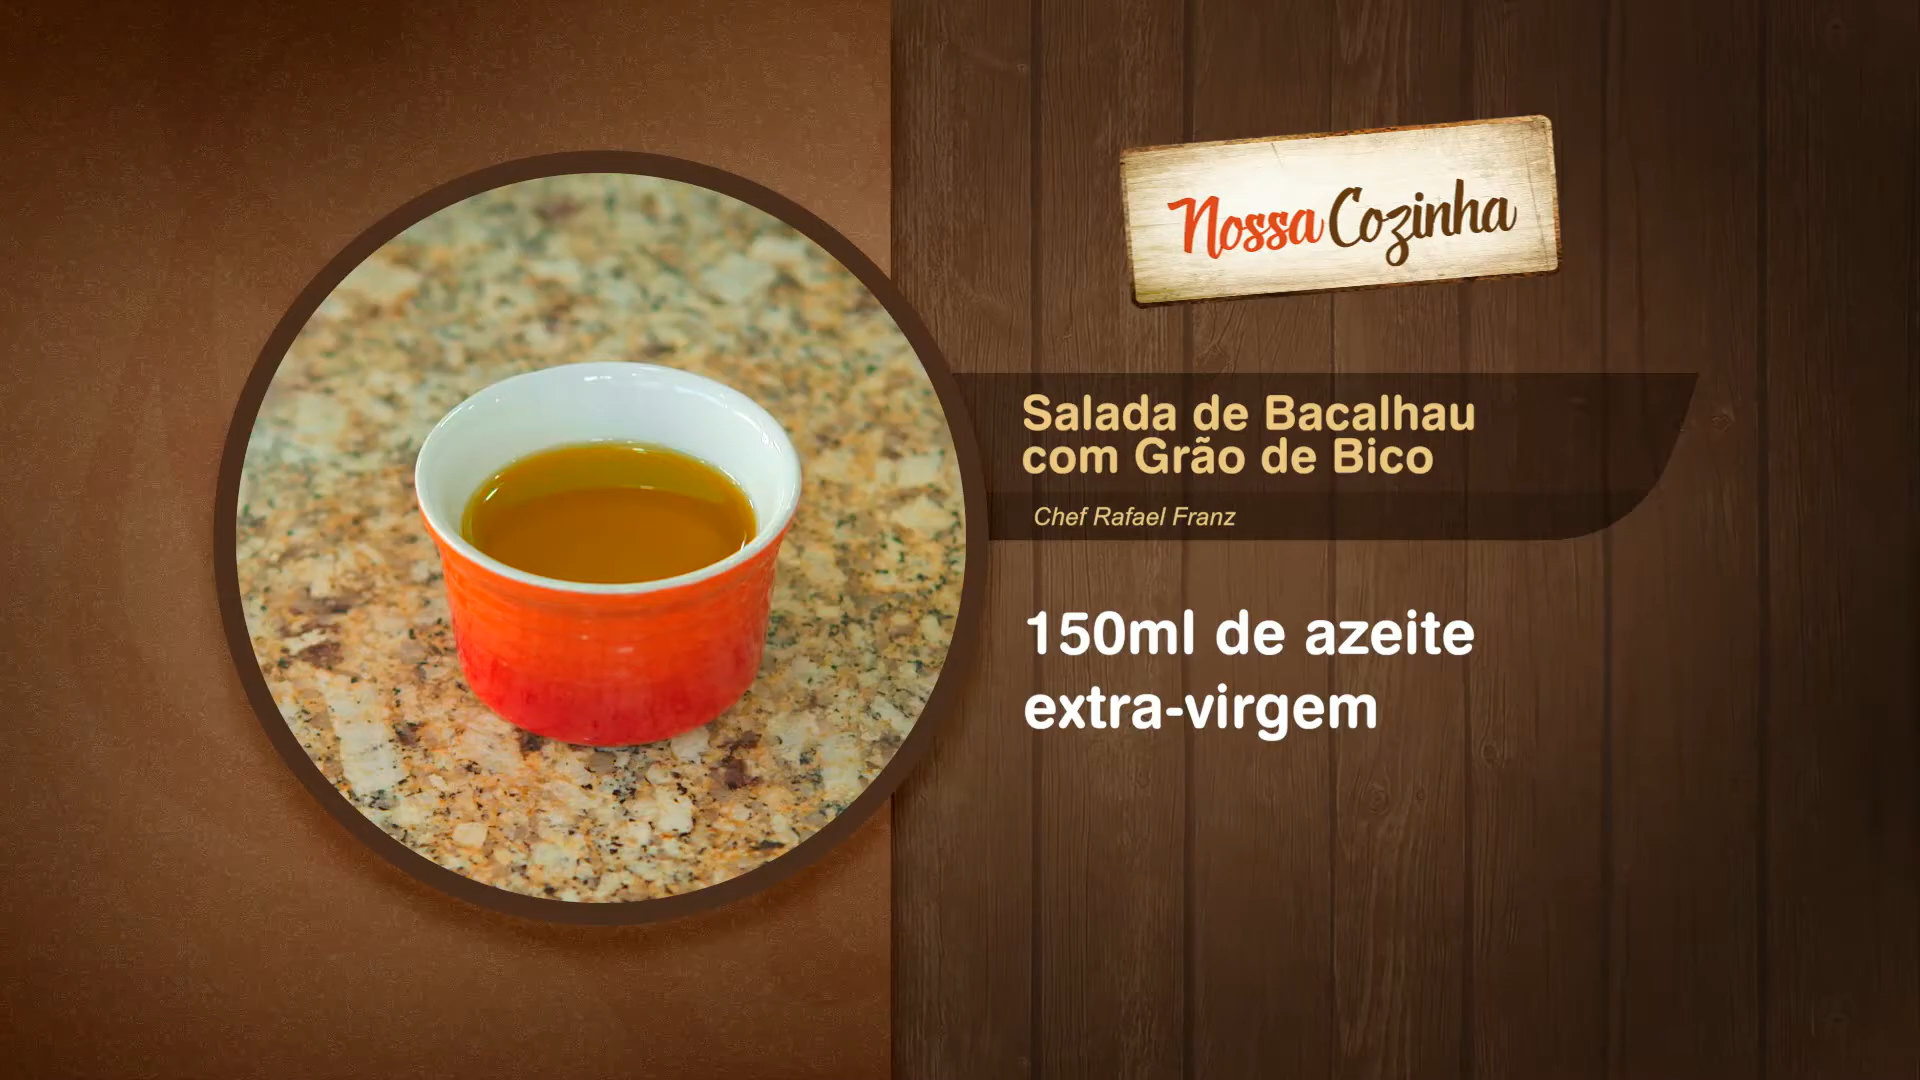 Nossa Cozinha
Salada de Bacalhau
com Grão de Bico
Chef Rafael Franz
150ml de azeite
extra-virgem